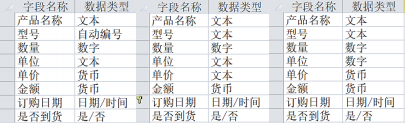 字段名称 数据类型 字段名称 数据类型 字段名称 数据类型
产品名称 文本 产品名称 文本 产品名称 文本
型号 自动编号 型号 文本 型号 文本
数量 数字 数量 数字 数量 数字
单位 文本 单位 文本 单位 数字
单价 货币 单价 文本 单价 货币
金额 货币 金额 货币 金额 货币
订购日期 日期/时间 订购日期 日期/时间 订购日期 日期/时间
是否到货 是/否 是否到货 是/否 是否到货 是/否